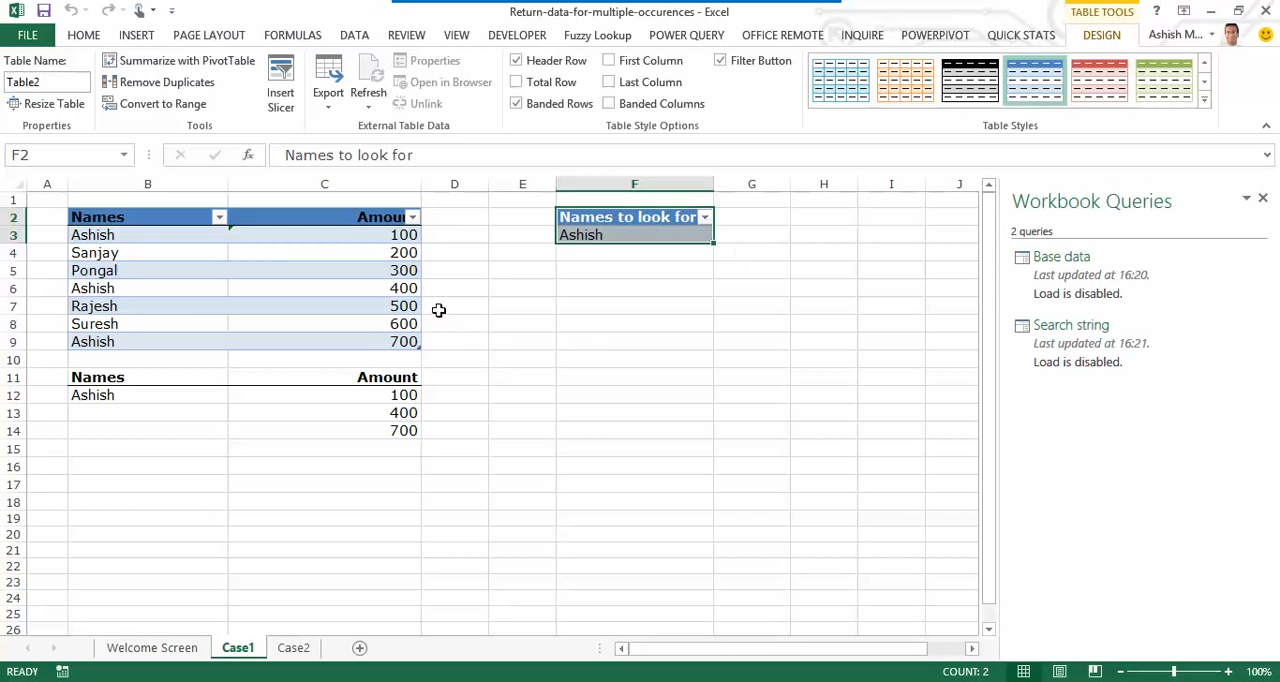 Return-data-for-multiple-occurences - Excel
TABLE TOOLS
?
FILE HOME INSERT PAGE LAYOUT FORMULAS DATA REVIEW VIEW DEVELOPER Fuzzy Lookup POWER QUERY OFFICE REMOTE INQUIRE POWERPIVOT QUICK STATS DESIGN Ashish M...
Table Name:
Table2
Resize Table
Properties
Summarize with PivotTable
Remove Duplicates
Convert to Range
Tools
Insert
Slicer
Export
Refresh
Properties
Open in Browser
Unlink
External Table Data
Header Row First Column Filter Button
Total Row Last Column
Banded Rows Banded Columns
Table Style Options
Table Styles
F2 fx Names to look for
A B C D E F G H I J
1
2 Names Amour Names to look for
3 Ashish 100 Ashish
4 Sanjay 200
5 Pongal 300
6 Ashish 400
7 Rajesh 500
8 Suresh 600
9 Ashish 700
10
11 Names Amount
12 Ashish 100
13 400
14 700
15
16
17
18
19
20
21
22
23
24
25
26
Workbook Queries
2 queries
Base data
Last updated at 16:20.
Load is disabled.
Search string
Last updated at 16:21.
Load is disabled.
Welcome Screen Case1 Case2
READY COUNT: 2 100%